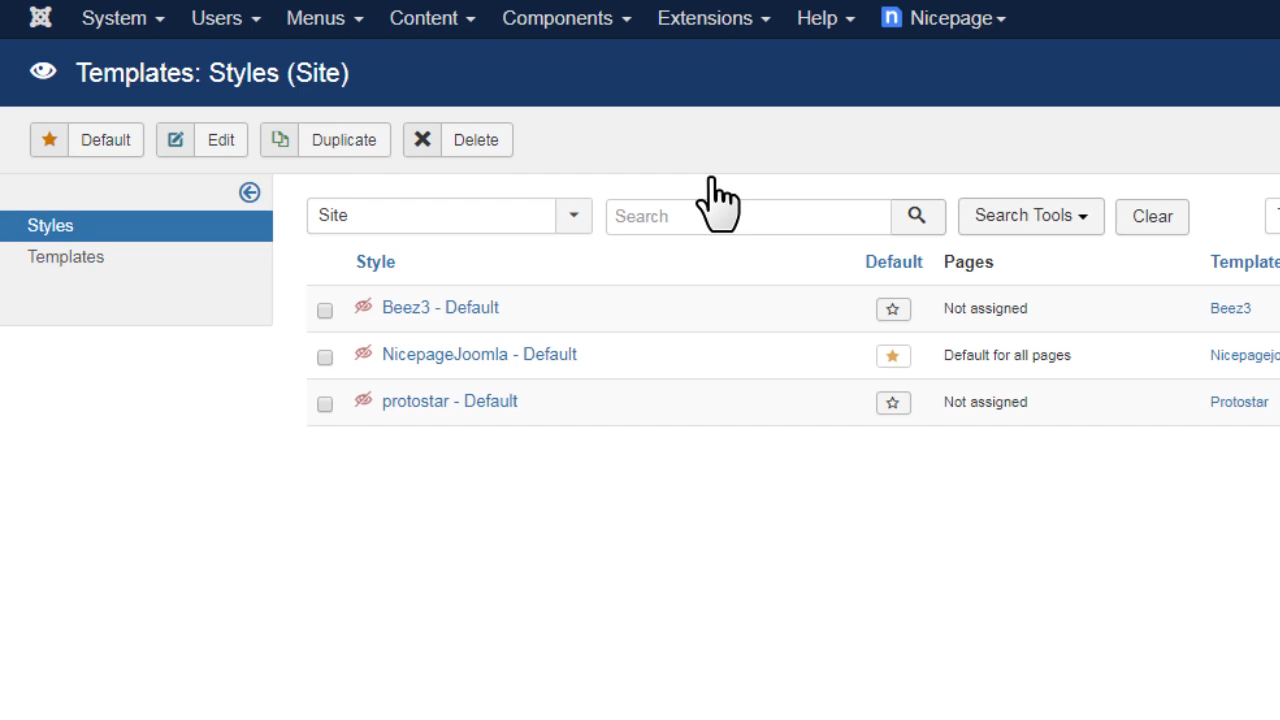 System Users Menus Content Components Extensions Help n Nicepage
Templates: Styles (Site)
Default Edit Duplicate Delete
Site Search Search Tools Clear
Styles
Templates
Style Default Pages Template
Beez3 - Default Not assigned Beez3
NicepageJoomla - Default Default for all pages Nicepagejo
protostar - Default Not assigned Protostar